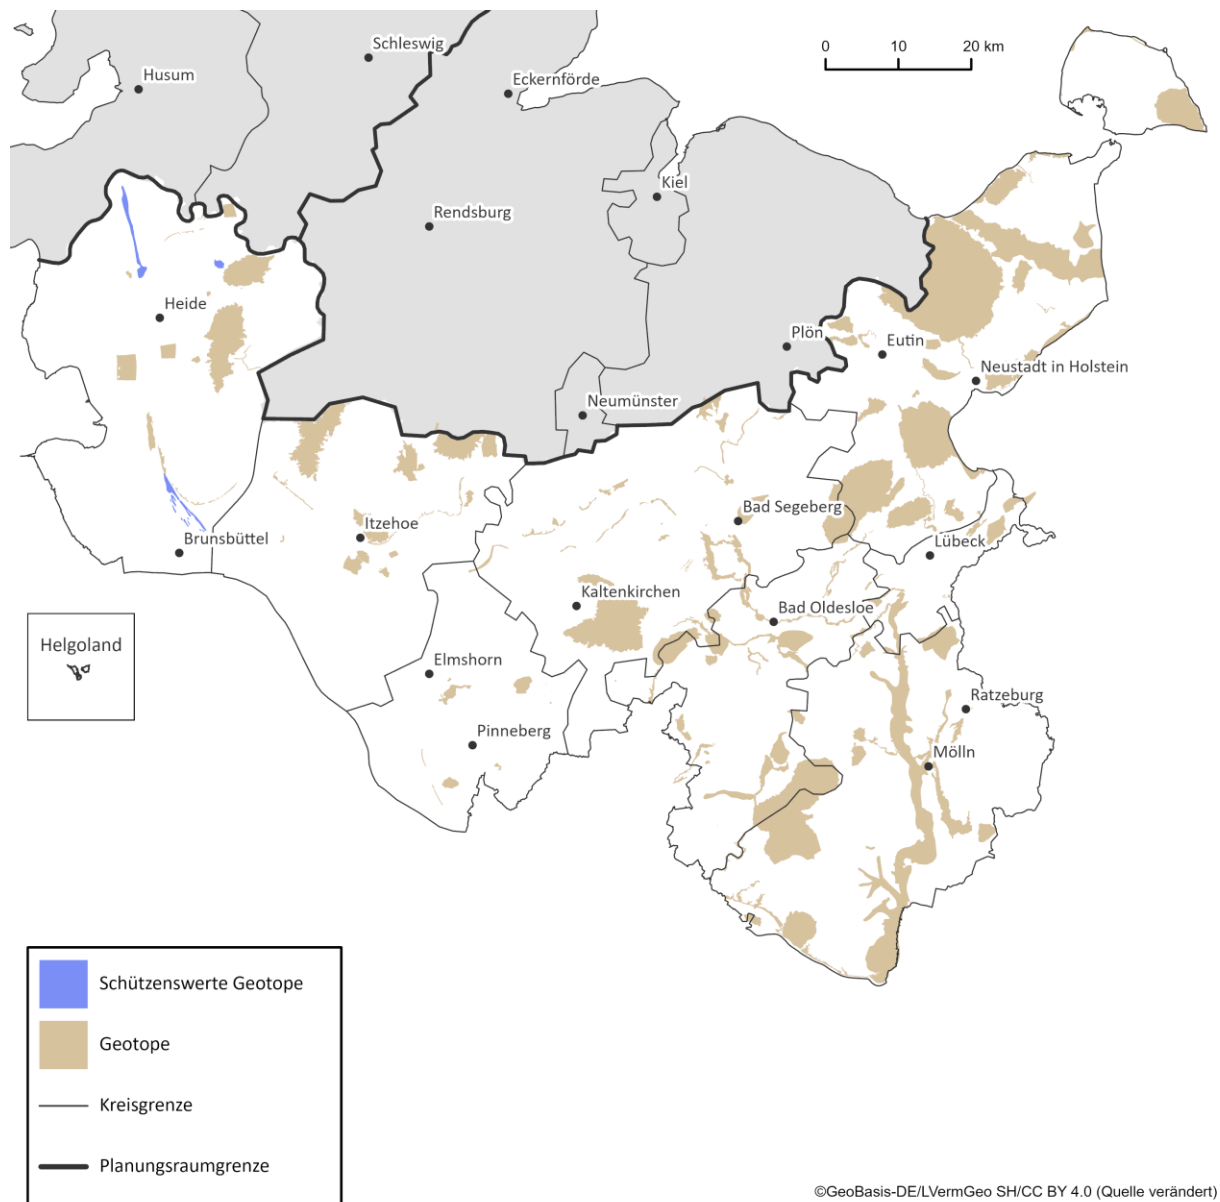 Schleswig
Husum
Eckernförde
0 10 20 km
Kiel
Rendsburg
Heide
Plön
Eutin
Neustadt in Holstein
Neumünster
Bad Segeberg
Itzehoe
Brunsbüttel
Lübeck
Kaltenkirchen
Bad Oldesloe
Helgoland
Elmshorn
Ratzeburg
Pinneberg
Mölln
Schützenswerte Geotope
Geotope
Kreisgrenze
Planungsraumgrenze
©GeoBasis-DE/LVermGeo SH/CC BY 4.0 (Quelle verändert)